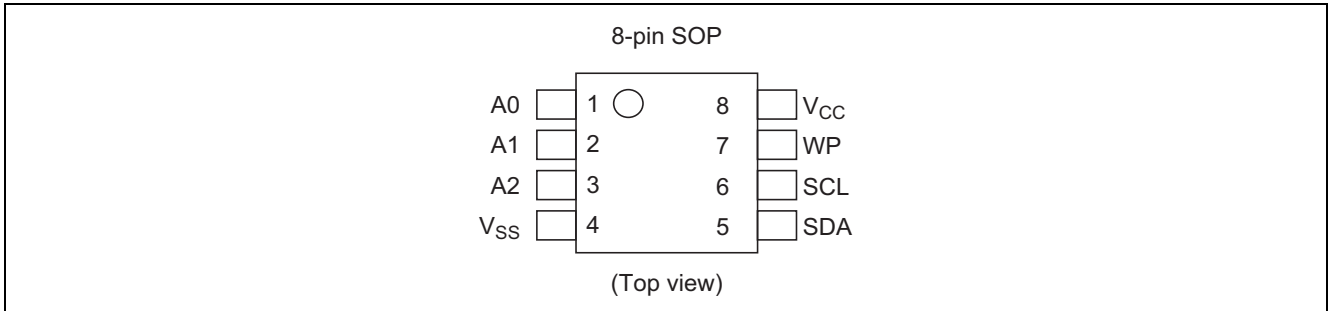 8-pin SOP
A0 1 8 VCC
A1 2 7 WP
A2 3 6 SCL
VSS 4 5 SDA
(Top view)